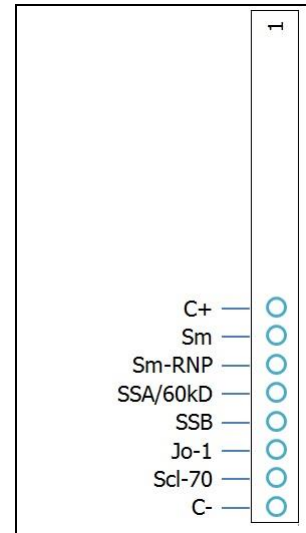 1
C+
Sm
Sm-RNP
SSA/60kD
SSB
Jo-1
Scl-70
C-